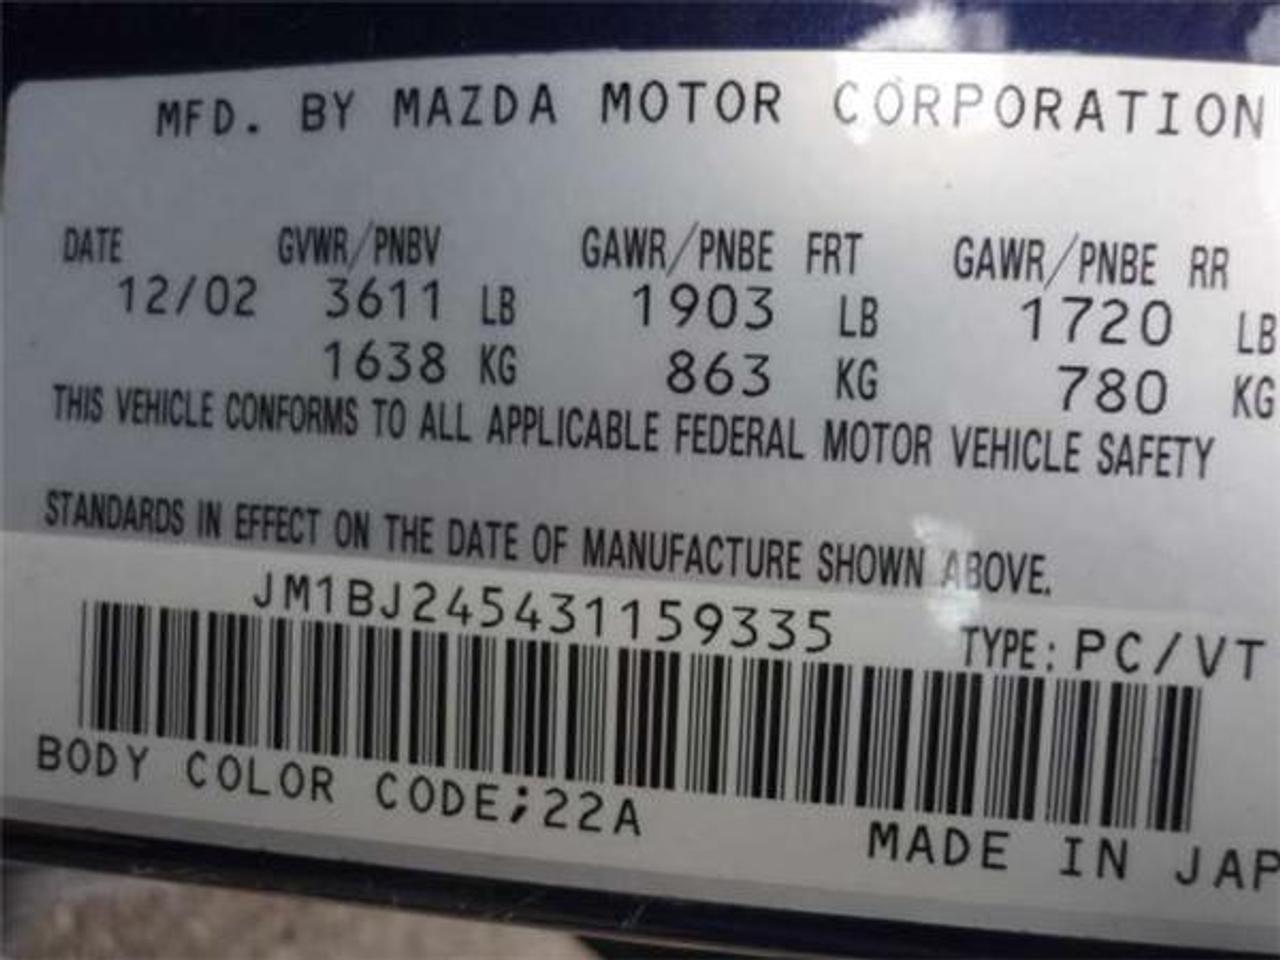 MFD. BY MAZDA MOTOR CORPORATION
DATE GVWR/PNBV GAWR/PNBE FRT GAWR/PNBE RR
12/02 3611 LB 1903 LB 1720 LB
1638 KG 863 KG 780 KG
THIS VEHICLE CONFORMS TO ALL APPLICABLE FEDERAL MOTOR VEHICLE SAFETY
STANDARDS IN EFFECT ON THE DATE OF MANUFACTURE SHOWN ABOVE.
JM1BJ245431159335 TYPE: PC/VT
BODY COLOR CODE;22A
MADE IN JAP